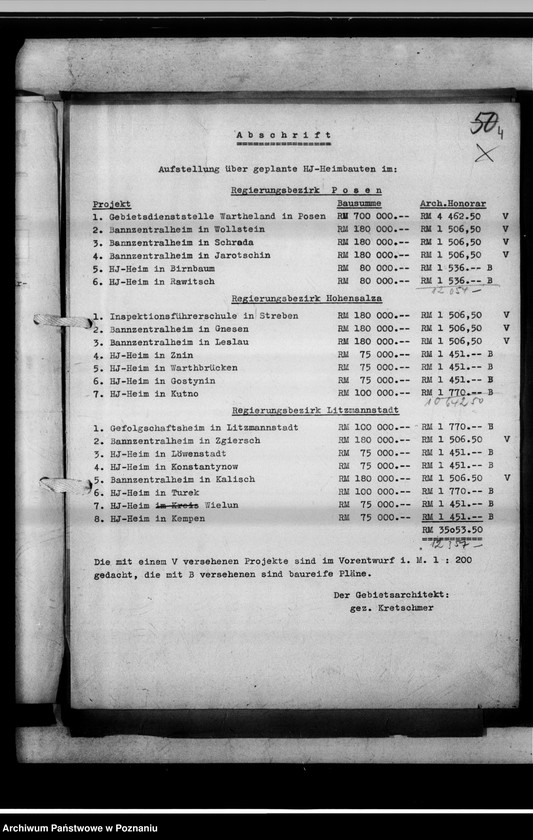 50
4
Abschrift
Aufstellung über geplante HJ-Heimbauten im:
Regierungsbezirk Posen
Projekt Bausumme Arch.Honorar
1. Gebietsdienststelle Wartheland in Posen RM 700 000.-- RM 4 462.50 V
2. Bannzentralheim in Wollstein RM 180 000.-- RM 1 506,50 V
3. Bannzentralheim in Schroda RM 180 000.-- RM 1 506,50 V
4. Bannzentralheim in Jarotschin RM 180 000.-- RM 1 506,50 V
5. HJ-Heim in Birnbaum RM 80 000.-- RM 1 536.-- B
6. HJ-Heim in Rawitsch RM 80 000.-- RM 1 536.-- B
12 054 —
Regierungsbezirk Hohensalza
1. Inspektionsführerschule in Streben RM 180 000.-- RM 1 506,50 V
2. Bannzentralheim in Gnesen RM 180 000.-- RM 1 506,50 V
3. Bannzentralheim in Leslau RM 180 000.-- RM 1 506,50 V
4. HJ-Heim in Znin RM 75 000.-- RM 1 451.-- B
5. HJ-Heim in Warthbrücken RM 75 000.-- RM 1 451.-- B
6. HJ-Heim in Gostynin RM 75 000.-- RM 1 451.-- B
7. HJ-Heim in Kutno RM 100 000.-- RM 1 770.-- B
10 642,50
Regierungsbezirk Litzmannstadt
1. Gefolgschaftsheim in Litzmannstadt RM 100 000.-- RM 1 770.-- B
2. Bannzentralheim in Zgiersch RM 180 000.-- RM 1 506.50 V
3. HJ-Heim in Löwenstadt RM 75 000.-- RM 1 451.-- B
4. HJ-Heim in Konstantynow RM 75 000.-- RM 1 451.-- B
5. Bannzentralheim in Kalisch RM 180 000.-- RM 1 506.50 V
6. HJ-Heim in Turek RM 100 000.-- RM 1 770.-- B
7. HJ-Heim im Kreis Wielun RM 75 000.-- RM 1 451.-- B
8. HJ-Heim in Kempen RM 75 000.-- RM 1 451.-- B
RM 35053.50
12 357 —
Die mit einem V versehenen Projekte sind im Vorentwurf i. M. 1 : 200
gedacht, die mit B versehenen sind baureife Pläne.
Der Gebietsarchitekt:
gez. Kretschmer
Archiwum Państwowe w Poznaniu